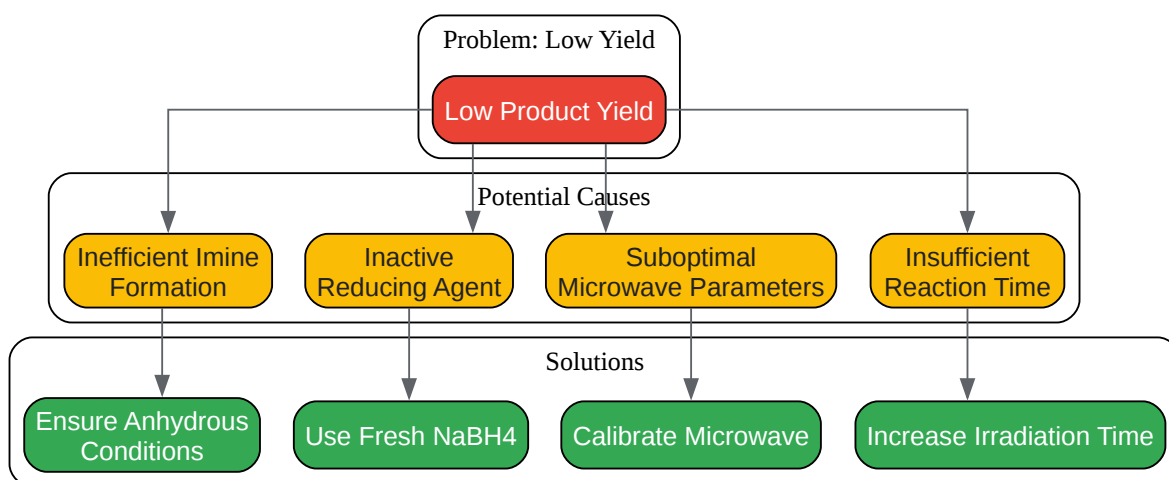 Problem: Low Yield
Low Product Yield
Potential Causes
Inefficient Imine
Formation
Inactive
Reducing Agent
Suboptimal
Microwave Parameters
Insufficient
Reaction Time
Solutions
Ensure Anhydrous
Conditions
Use Fresh NaBH4
Calibrate Microwave
Increase Irradiation Time